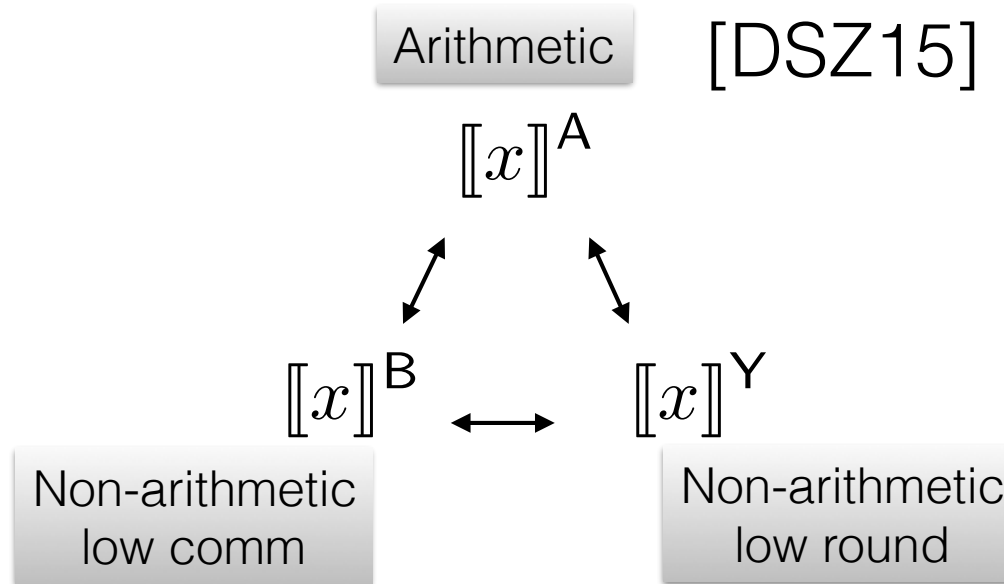 Arithmetic
[DSZ15]
⟦x⟧^A
⟦x⟧^B
⟦x⟧^Y
Non-arithmetic
low comm
Non-arithmetic
low round